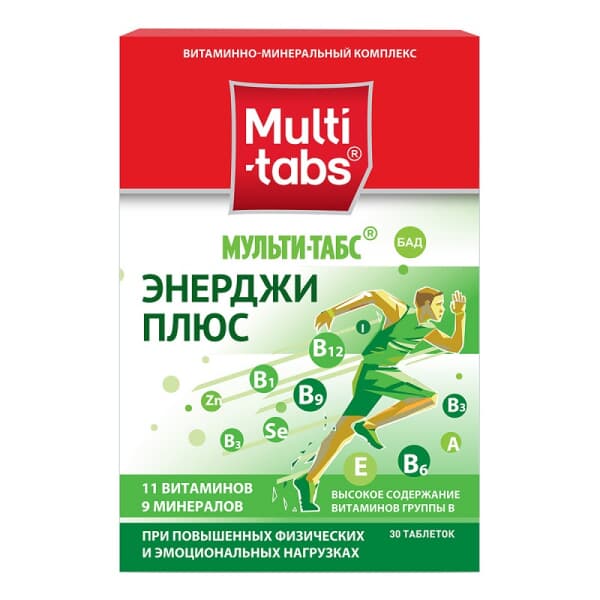 ВИТАМИННО-МИНЕРАЛЬНЫЙ КОМПЛЕКС
Multi
-tabs®
МУЛЬТИ-ТАБС®
БАД
ЭНЕРДЖИ
ПЛЮС
I
B12
B1
B9
Zn
B3
B3
Se
A
E
B6
11 ВИТАМИНОВ
9 МИНЕРАЛОВ
ВЫСОКОЕ СОДЕРЖАНИЕ
ВИТАМИНОВ ГРУППЫ В
ПРИ ПОВЫШЕННЫХ ФИЗИЧЕСКИХ
И ЭМОЦИОНАЛЬНЫХ НАГРУЗКАХ
30 ТАБЛЕТОК